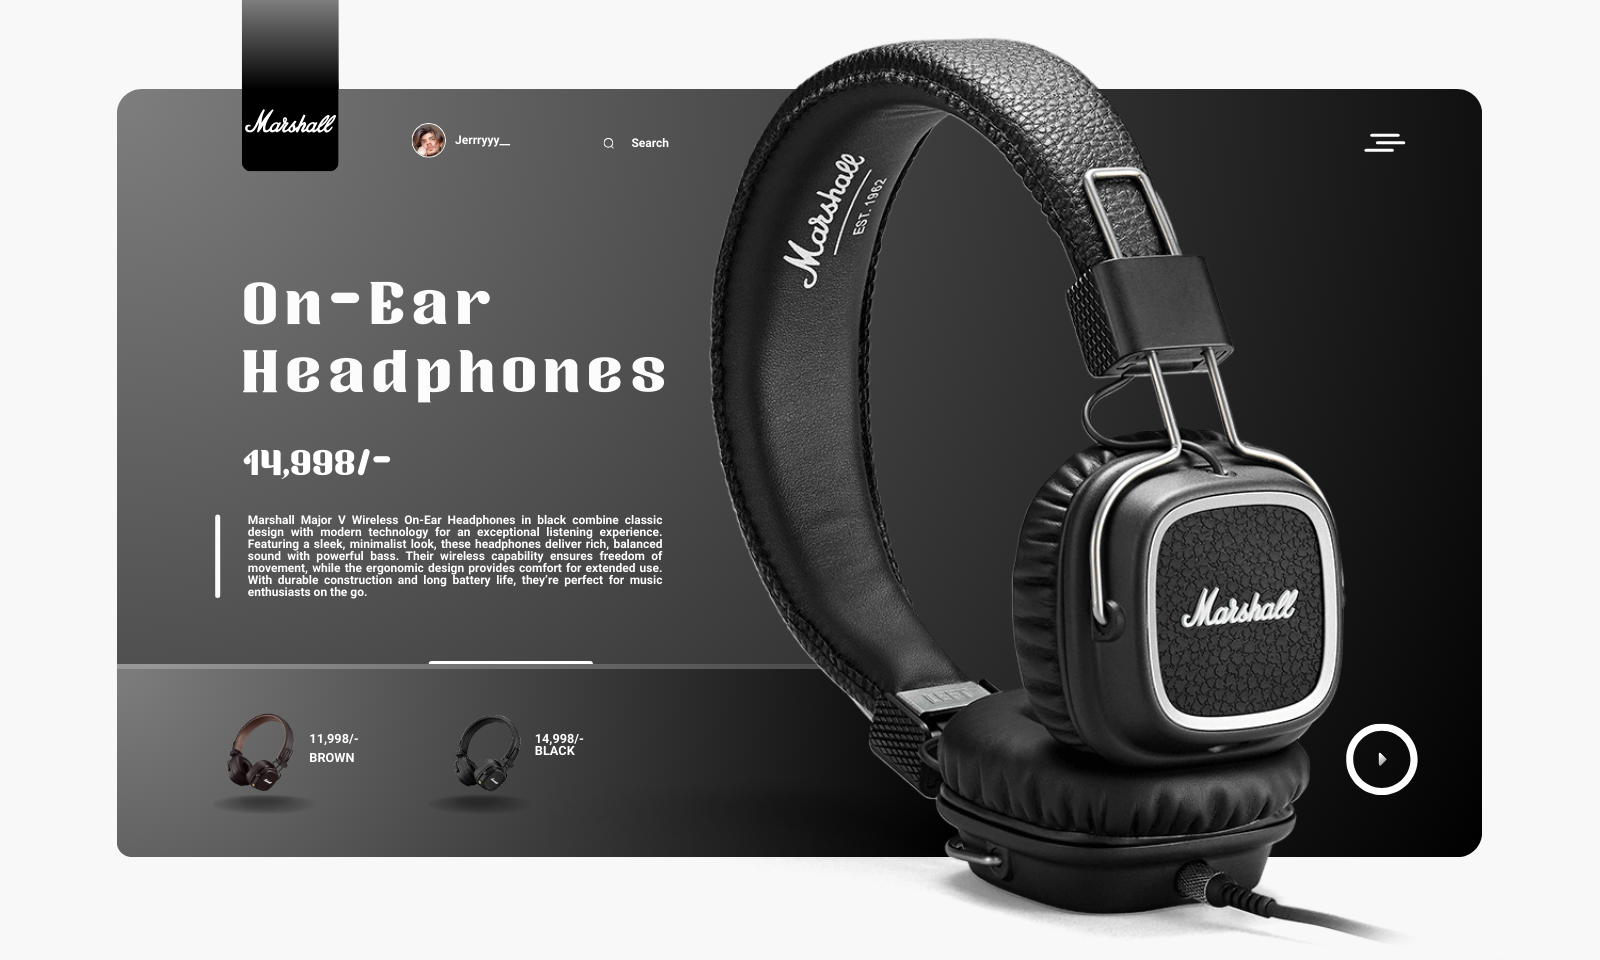 Marshall
Jerrryyy__
Search
Marshall
EST. 1962
On-Ear
Headphones
14,998/-
Marshall Major V Wireless On-Ear Headphones in black combine classic
design with modern technology for an exceptional listening experience.
Featuring a sleek, minimalist look, these headphones deliver rich, balanced
sound with powerful bass. Their wireless capability ensures freedom of
movement, while the ergonomic design provides comfort for extended use.
With durable construction and long battery life, they're perfect for music
enthusiasts on the go.
Marshall
LEFT
11,998/-
BROWN
14,998/-
BLACK